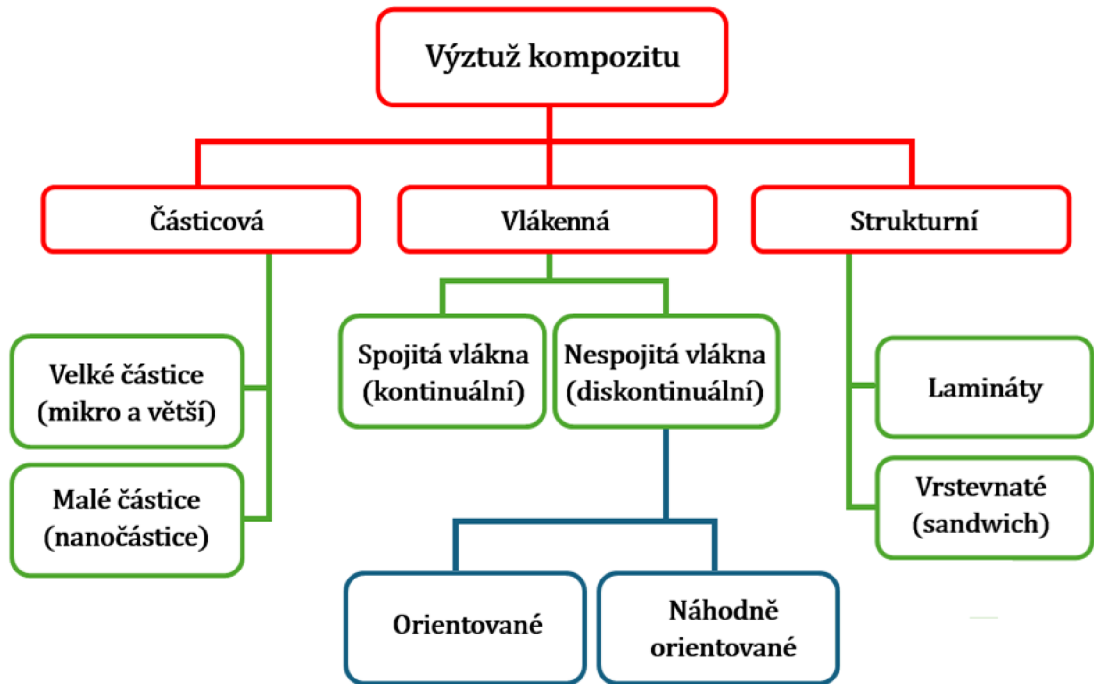 Výztuž kompozitu
Částicová
Vlákenná
Strukturní
Velké částice
(mikro a větší)
Malé částice
(nanočástice)
Spojitá vlákna
(kontinuální)
Nespojitá vlákna
(diskontinuální)
Orientované
Náhodně
orientované
Lamináty
Vrstevnaté
(sandwich)